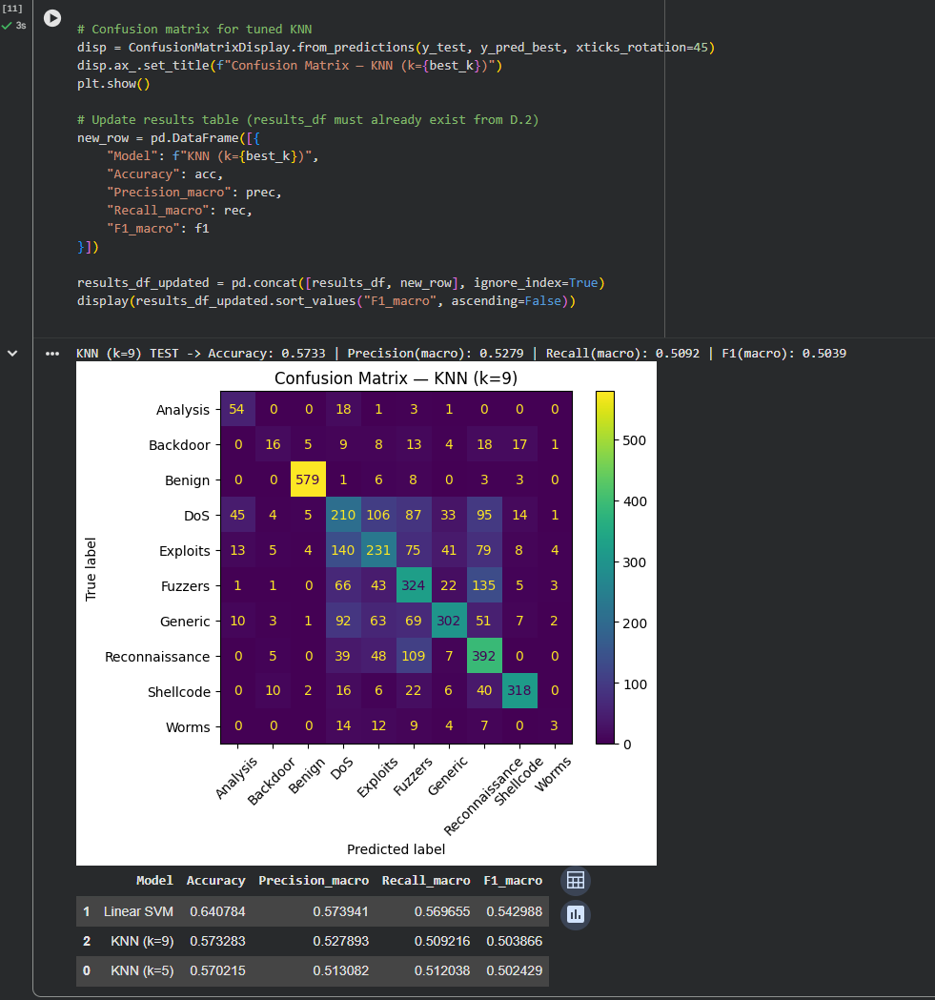 [11]
✓ 3s
# Confusion matrix for tuned KNN
disp = ConfusionMatrixDisplay.from_predictions(y_test, y_pred_best, xticks_rotation=45)
disp.ax_.set_title(f"Confusion Matrix — KNN (k={best_k})")
plt.show()
# Update results table (results_df must already exist from D.2)
new_row = pd.DataFrame([{
"Model": f"KNN (k={best_k})",
"Accuracy": acc,
"Precision_macro": prec,
"Recall_macro": rec,
"F1_macro": f1
}])
results_df_updated = pd.concat([results_df, new_row], ignore_index=True)
display(results_df_updated.sort_values("F1_macro", ascending=False))
KNN (k=9) TEST -> Accuracy: 0.5733 | Precision(macro): 0.5279 | Recall(macro): 0.5092 | F1(macro): 0.5039
Confusion Matrix — KNN (k=9)
Analysis 54 0 0 18 1 3 1 0 0 0
Backdoor 0 16 5 9 8 13 4 18 17 1
Benign 0 0 579 1 6 8 0 3 3 0
DoS 45 4 5 210 106 87 33 95 14 1
Exploits 13 5 4 140 231 75 41 79 8 4
Fuzzers 1 1 0 66 43 324 22 135 5 3
Generic 10 3 1 92 63 69 302 51 7 2
Reconnaissance 0 5 0 39 48 109 7 392 0 0
Shellcode 0 10 2 16 6 22 6 40 318 0
Worms 0 0 0 14 12 9 4 7 0 3
True label
Analysis Backdoor Benign DoS Exploits Fuzzers Generic Reconnaissance Shellcode Worms
Predicted label
500
400
300
200
100
0
Model Accuracy Precision_macro Recall_macro F1_macro
1 Linear SVM 0.640784 0.573941 0.569655 0.542988
2 KNN (k=9) 0.573283 0.527893 0.509216 0.503866
0 KNN (k=5) 0.570215 0.513082 0.512038 0.502429